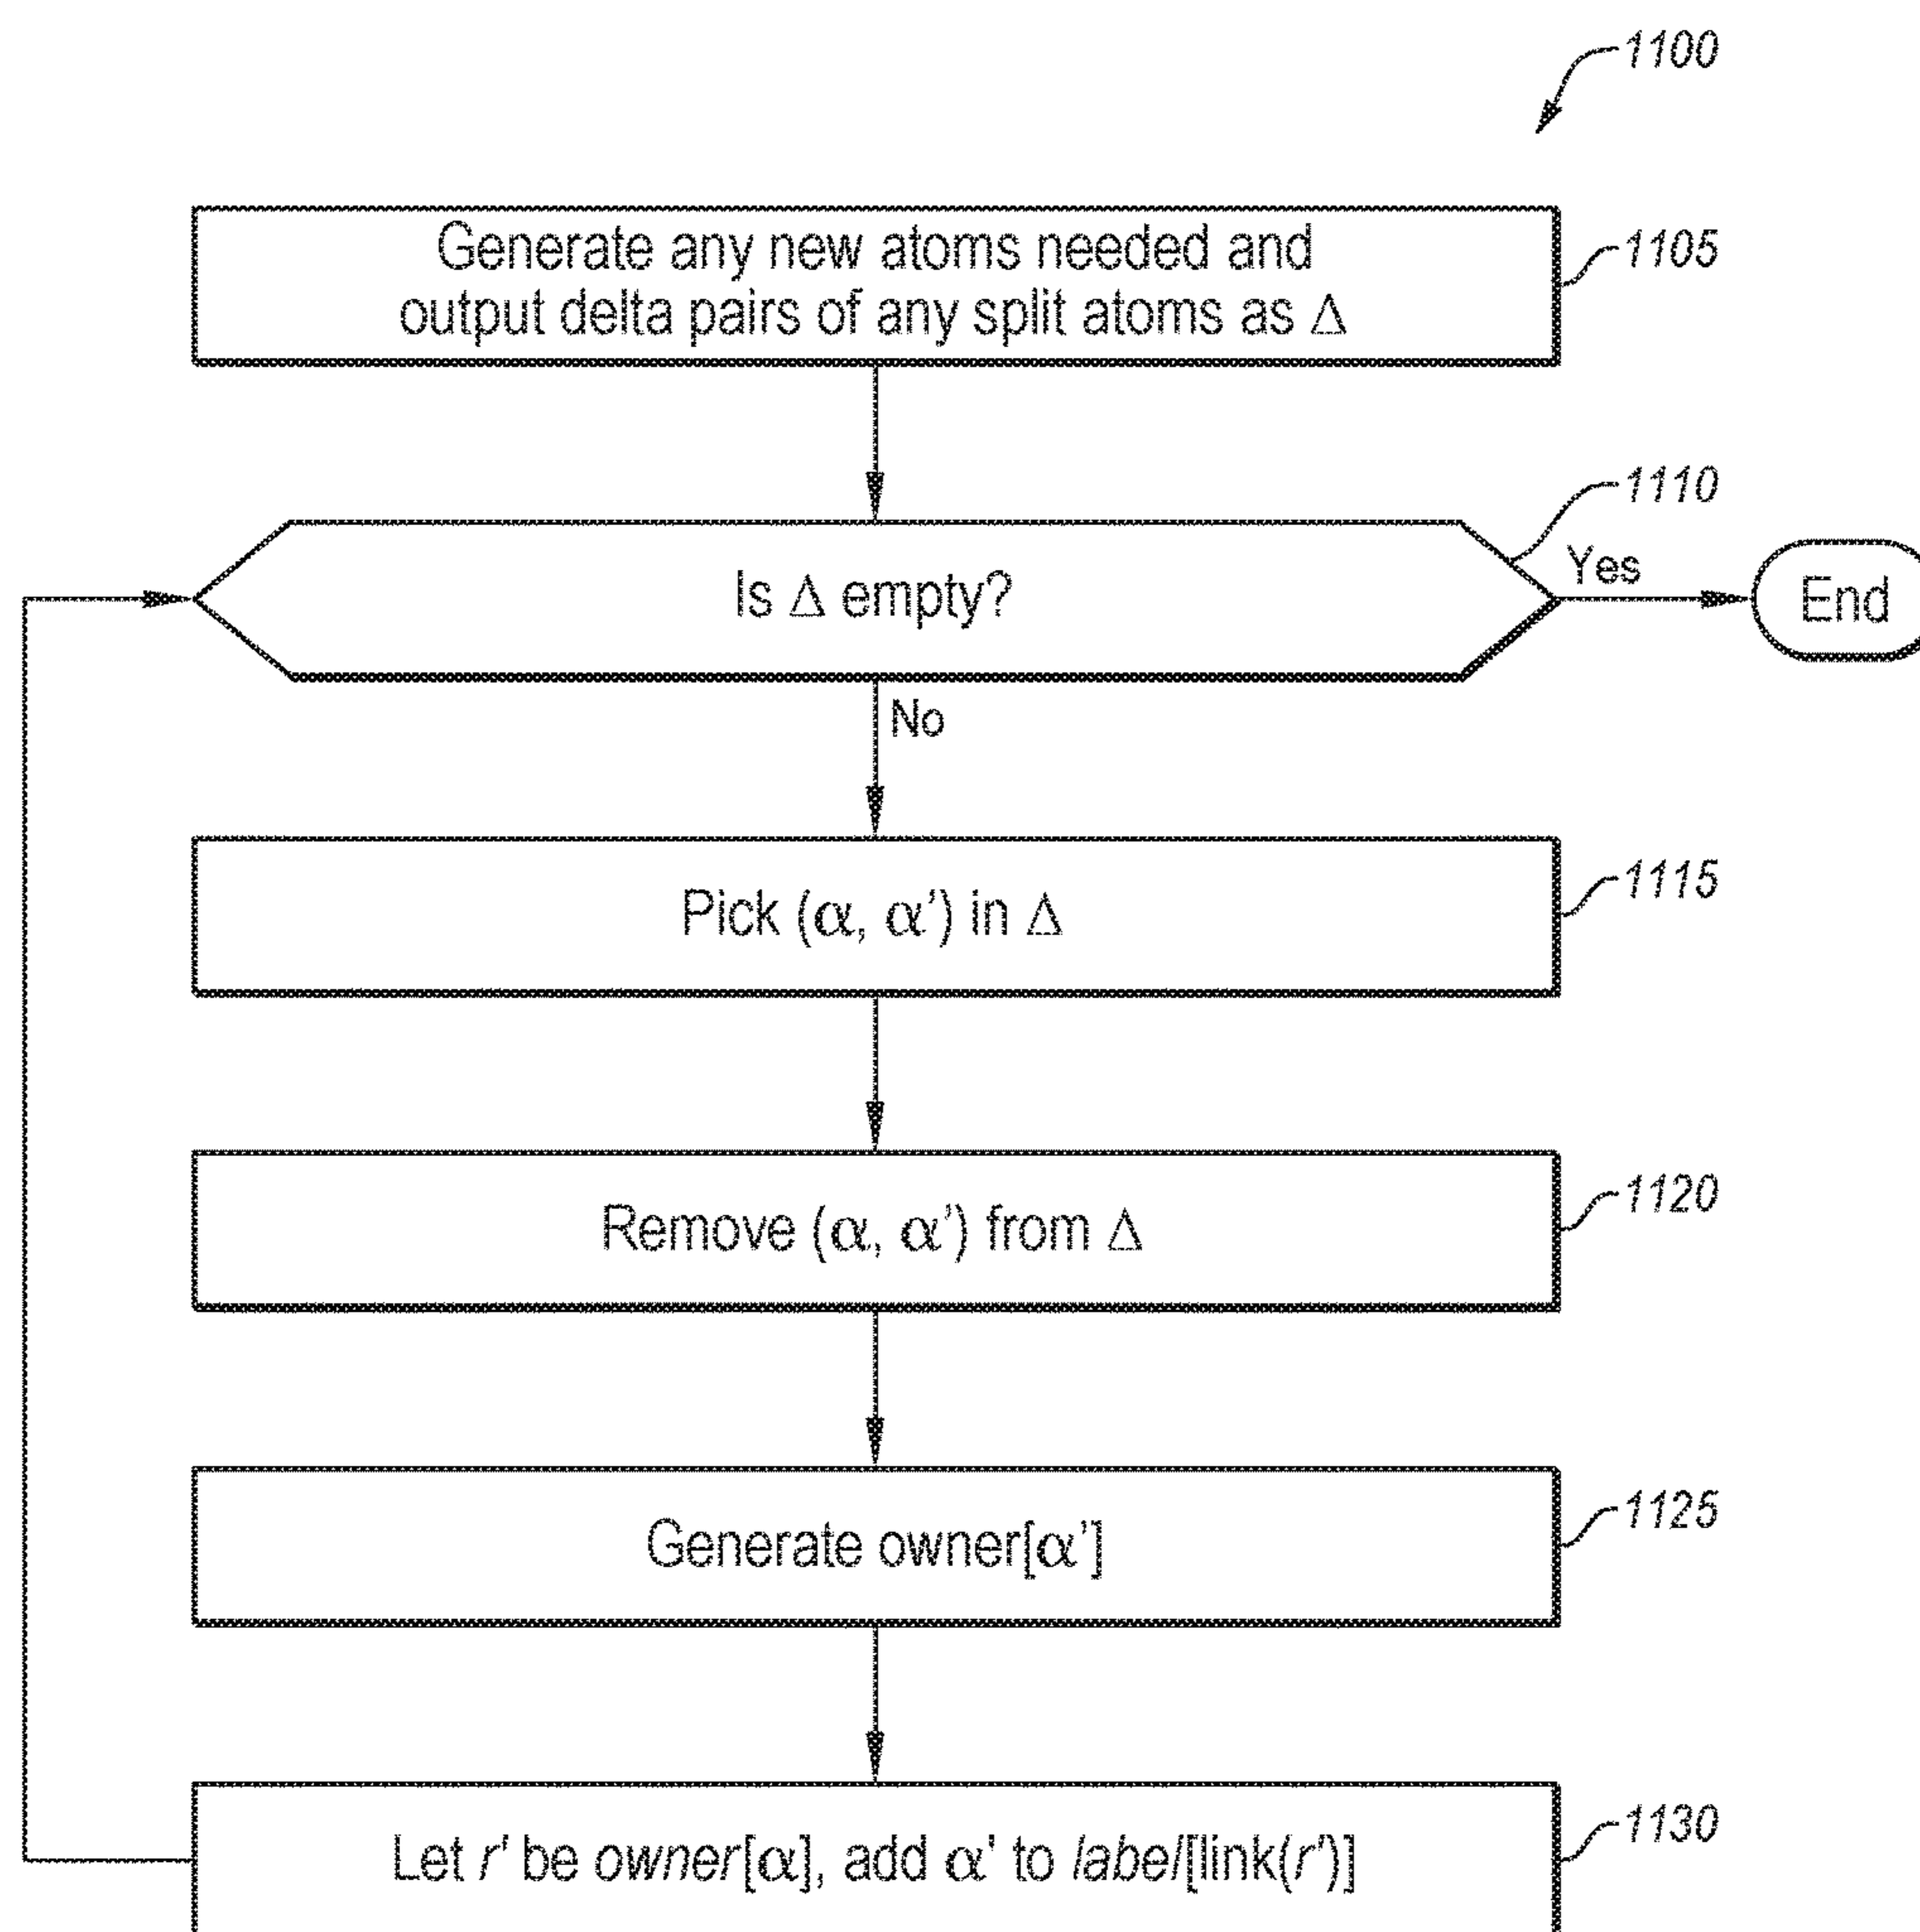 1100
Generate any new atoms needed and
output delta pairs of any split atoms as Δ
1105
1110
Is Δ empty?
Yes
End
No
Pick (α, α’) in Δ
1115
Remove (α, α’) from Δ
1120
Generate owner[α’]
1125
Let r' be owner[α], add α' to label[link(r')]
1130